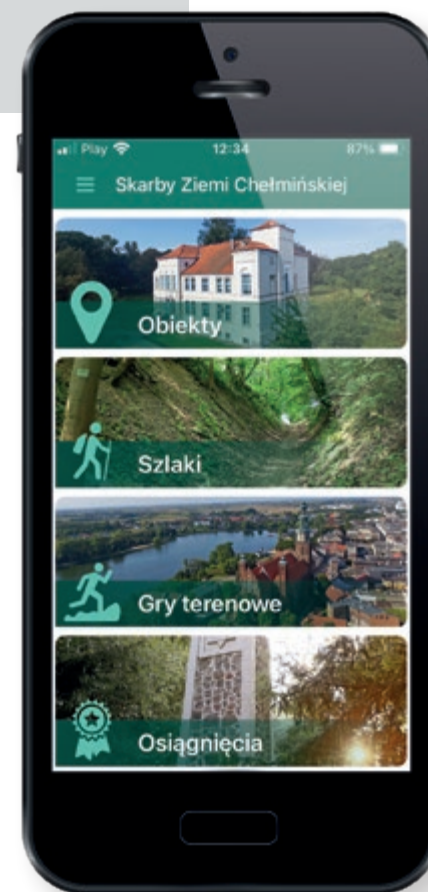 Play 12:34 87%
Skarby Ziemi Chełmińskiej
Obiekty
Szlaki
Gry terenowe
Osiągnięcia